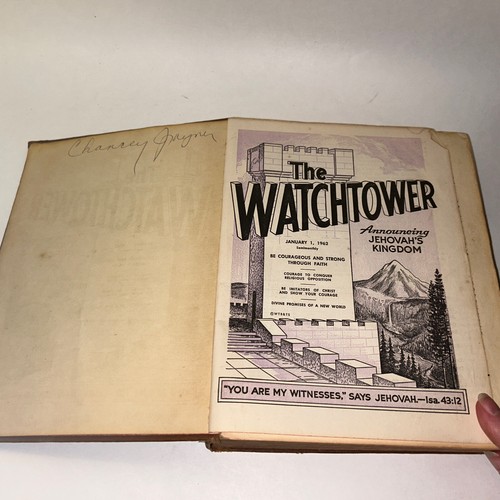 The
WATCHTOWER
Announcing
JEHOVAH'S
KINGDOM
JANUARY 1, 1962
Semimonthly
BE COURAGEOUS AND STRONG
THROUGH FAITH
COURAGE TO CONQUER
RELIGIOUS OPPOSITION
BE IMITATORS OF CHRIST
AND SHOW YOUR COURAGE
DIVINE PROMISES OF A NEW WORLD
©WTB&TS
"YOU ARE MY WITNESSES," SAYS JEHOVAH.—Isa. 43:12